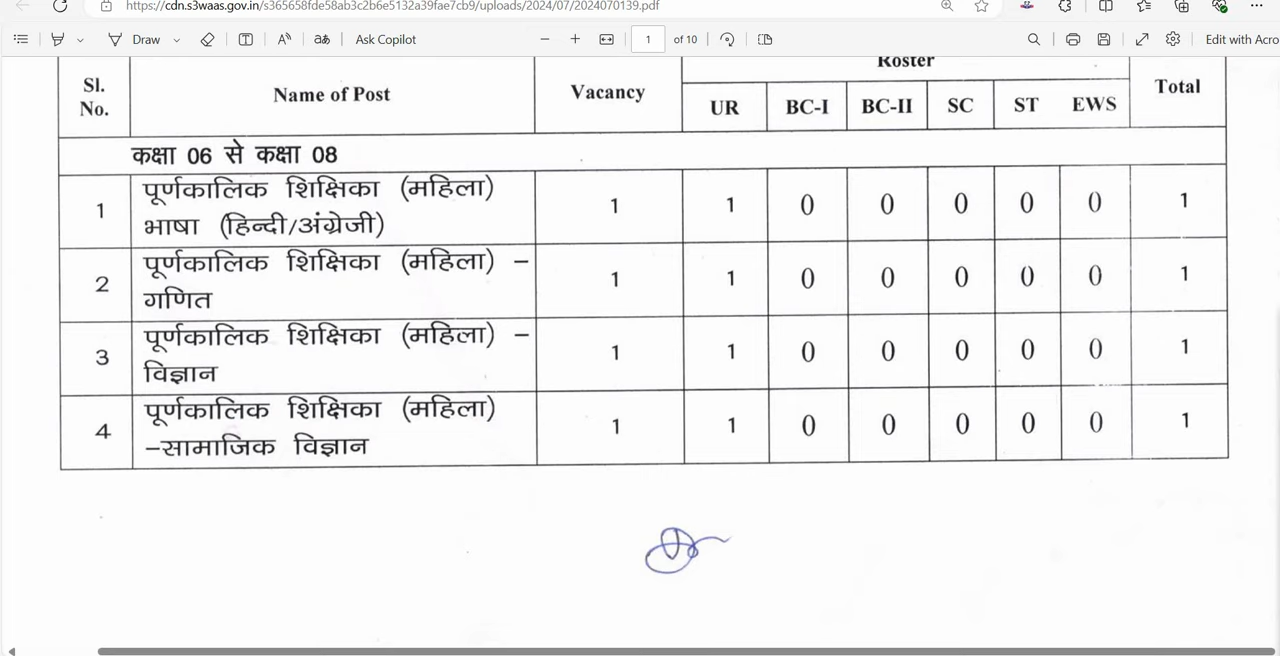 https://cdn.s3waas.gov.in/s365658fde58ab3c2b6e5132a39fae7cb9/uploads/2024/07/2024070139.pdf
Draw
aあ
Ask Copilot
1 of 10
Edit with Acro
Sl. No. Name of Post Vacancy Roster Total
UR BC-I BC-II SC ST EWS
कक्षा 06 से कक्षा 08
1 पूर्णकालिक शिक्षिका (महिला) 1 1 0 0 0 0 0 1
भाषा (हिन्दी/अंग्रेजी)
2 पूर्णकालिक शिक्षिका (महिला) – 1 1 0 0 0 0 0 1
गणित
3 पूर्णकालिक शिक्षिका (महिला) – 1 1 0 0 0 0 0 1
विज्ञान
4 पूर्णकालिक शिक्षिका (महिला) 1 1 0 0 0 0 0 1
–सामाजिक विज्ञान